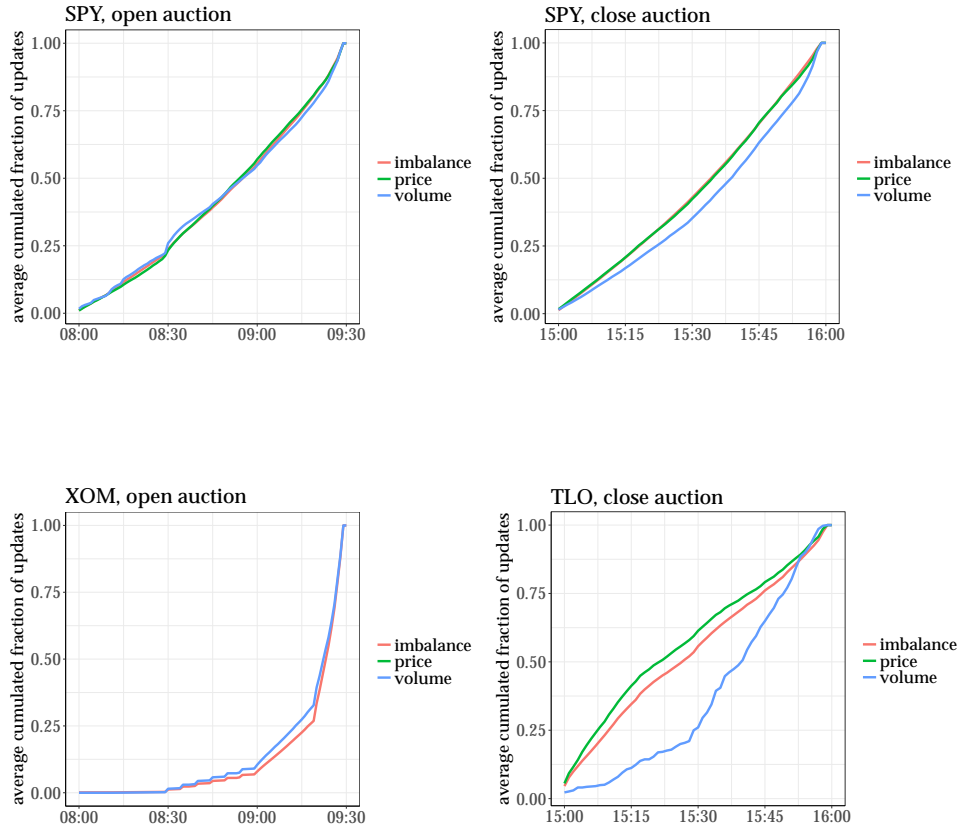 SPY, open auction
average cumulated fraction of updates
1.00
0.75
0.50
0.25
0.00
08:00
08:30
09:00
09:30
imbalance
price
volume
SPY, close auction
average cumulated fraction of updates
1.00
0.75
0.50
0.25
0.00
15:00
15:15
15:30
15:45
16:00
imbalance
price
volume
XOM, open auction
average cumulated fraction of updates
1.00
0.75
0.50
0.25
0.00
08:00
08:30
09:00
09:30
imbalance
price
volume
TLO, close auction
average cumulated fraction of updates
1.00
0.75
0.50
0.25
0.00
15:00
15:15
15:30
15:45
16:00
imbalance
price
volume